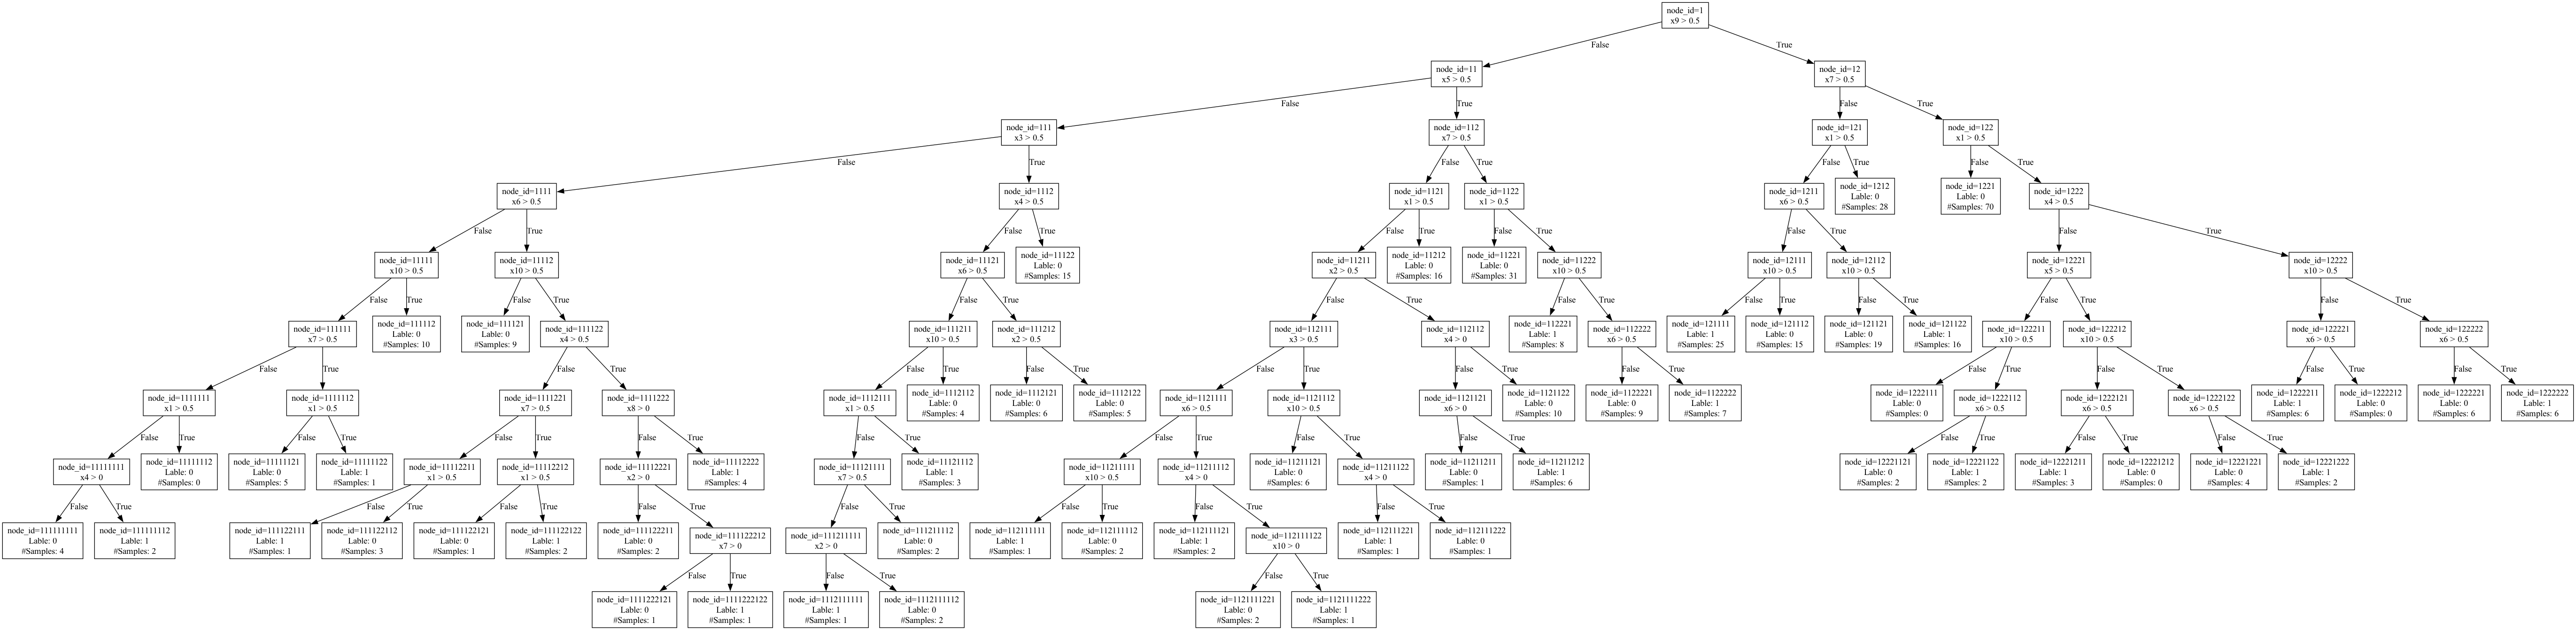 node_id=1
x9 > 0.5
False
True
node_id=11
x5 > 0.5
node_id=12
x7 > 0.5
False
True
False
True
node_id=111
x3 > 0.5
node_id=112
x7 > 0.5
node_id=121
x1 > 0.5
node_id=122
x1 > 0.5
False
True
False
True
False
True
False
True
node_id=1111
x6 > 0.5
node_id=1112
x4 > 0.5
node_id=1121
x1 > 0.5
node_id=1122
x1 > 0.5
node_id=1211
x6 > 0.5
node_id=1212
Lable: 0
#Samples: 28
node_id=1221
Lable: 0
#Samples: 70
node_id=1222
x4 > 0.5
False
True
False
True
False
True
False
True
False
True
False
True
node_id=11111
x10 > 0.5
node_id=11112
x10 > 0.5
node_id=11121
x6 > 0.5
node_id=11122
Lable: 0
#Samples: 15
node_id=11211
x2 > 0.5
node_id=11212
Lable: 0
#Samples: 16
node_id=11221
Lable: 0
#Samples: 31
node_id=11222
x10 > 0.5
node_id=12111
x10 > 0.5
node_id=12112
x10 > 0.5
node_id=12221
x5 > 0.5
node_id=12222
x10 > 0.5
False
True
False
True
False
True
False
True
False
True
False
True
False
True
False
True
False
True
node_id=111111
x7 > 0.5
node_id=111112
Lable: 0
#Samples: 10
node_id=111121
Lable: 0
#Samples: 9
node_id=111122
x4 > 0.5
node_id=111211
x10 > 0.5
node_id=111212
x2 > 0.5
node_id=112111
x3 > 0.5
node_id=112112
x4 > 0
node_id=112221
Lable: 1
#Samples: 8
node_id=112222
x6 > 0.5
node_id=121111
Lable: 1
#Samples: 25
node_id=121112
Lable: 0
#Samples: 15
node_id=121121
Lable: 0
#Samples: 19
node_id=121122
Lable: 1
#Samples: 16
node_id=122211
x10 > 0.5
node_id=122212
x10 > 0.5
node_id=122221
x6 > 0.5
node_id=122222
x6 > 0.5
False
True
False
True
False
True
False
True
False
True
False
True
False
True
False
True
False
True
False
True
False
True
node_id=1111111
x1 > 0.5
node_id=1111112
x1 > 0.5
node_id=1111221
x7 > 0.5
node_id=1111222
x8 > 0
node_id=1112111
x1 > 0.5
node_id=1112112
Lable: 0
#Samples: 4
node_id=1112121
Lable: 0
#Samples: 6
node_id=1112122
Lable: 0
#Samples: 5
node_id=1121111
x6 > 0.5
node_id=1121112
x10 > 0.5
node_id=1121121
x6 > 0
node_id=1121122
Lable: 0
#Samples: 10
node_id=1122221
Lable: 0
#Samples: 9
node_id=1122222
Lable: 1
#Samples: 7
node_id=1222111
Lable: 0
#Samples: 0
node_id=1222112
x6 > 0.5
node_id=1222121
x6 > 0.5
node_id=1222122
x6 > 0.5
node_id=1222211
Lable: 1
#Samples: 6
node_id=1222212
Lable: 0
#Samples: 0
node_id=1222221
Lable: 0
#Samples: 6
node_id=1222222
Lable: 1
#Samples: 6
False
True
False
True
False
True
False
True
False
True
False
True
False
True
False
True
False
True
False
True
False
True
node_id=11111111
x4 > 0
node_id=11111112
Lable: 0
#Samples: 0
node_id=11111121
Lable: 0
#Samples: 5
node_id=11111122
Lable: 1
#Samples: 1
node_id=11112211
x1 > 0.5
node_id=11112212
x1 > 0.5
node_id=11112221
x2 > 0
node_id=11112222
Lable: 1
#Samples: 4
node_id=11121111
x7 > 0.5
node_id=11121112
Lable: 1
#Samples: 3
node_id=11211111
x10 > 0.5
node_id=11211112
x4 > 0
node_id=11211121
Lable: 0
#Samples: 6
node_id=11211122
x4 > 0
node_id=11211211
Lable: 0
#Samples: 1
node_id=11211212
Lable: 1
#Samples: 6
node_id=12221121
Lable: 0
#Samples: 2
node_id=12221122
Lable: 1
#Samples: 2
node_id=12221211
Lable: 1
#Samples: 3
node_id=12221212
Lable: 0
#Samples: 0
node_id=12221221
Lable: 0
#Samples: 4
node_id=12221222
Lable: 1
#Samples: 2
False
True
False
True
False
True
False
True
False
True
False
True
False
True
False
True
node_id=111111111
Lable: 0
#Samples: 4
node_id=111111112
Lable: 1
#Samples: 2
node_id=111122111
Lable: 1
#Samples: 1
node_id=111122112
Lable: 0
#Samples: 3
node_id=111122121
Lable: 0
#Samples: 1
node_id=111122122
Lable: 1
#Samples: 2
node_id=111122211
Lable: 0
#Samples: 2
node_id=111122212
x7 > 0
node_id=111211111
x2 > 0
node_id=111211112
Lable: 0
#Samples: 2
node_id=112111111
Lable: 1
#Samples: 1
node_id=112111112
Lable: 0
#Samples: 2
node_id=112111121
Lable: 1
#Samples: 2
node_id=112111122
x10 > 0
node_id=112111221
Lable: 1
#Samples: 1
node_id=112111222
Lable: 0
#Samples: 1
False
True
False
True
False
True
node_id=1111222121
Lable: 0
#Samples: 1
node_id=1111222122
Lable: 1
#Samples: 1
node_id=1112111111
Lable: 1
#Samples: 1
node_id=1112111112
Lable: 0
#Samples: 2
node_id=1121111221
Lable: 0
#Samples: 2
node_id=1121111222
Lable: 1
#Samples: 1